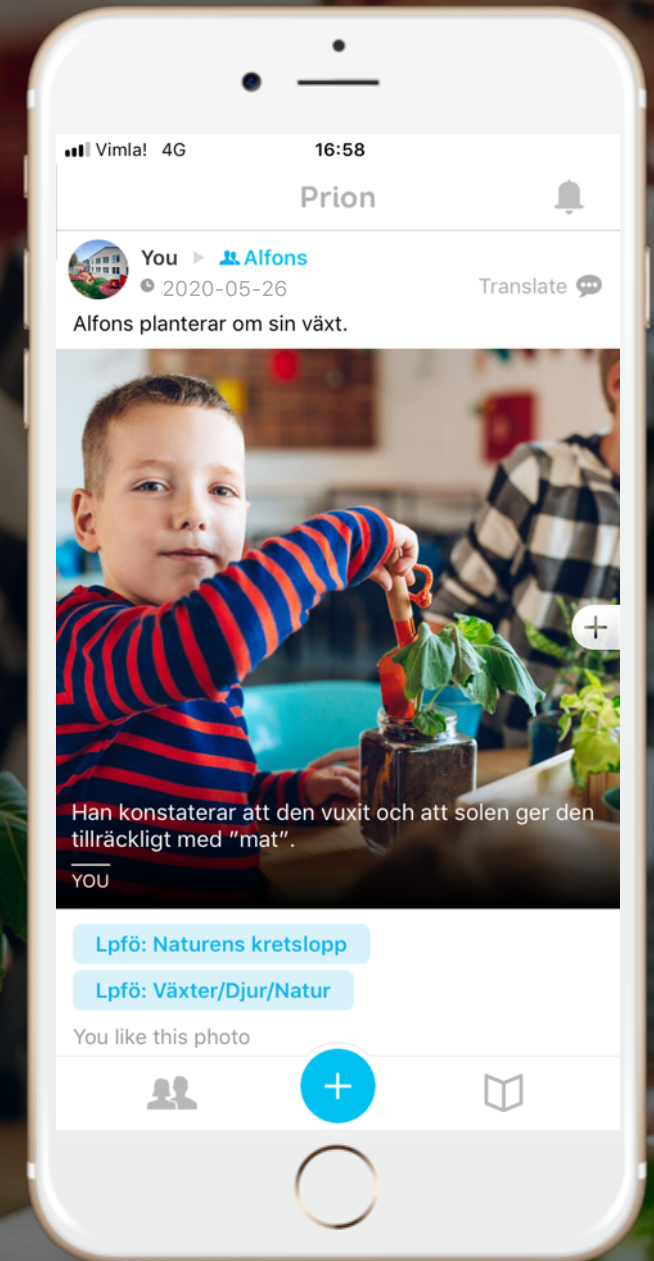 Vimla! 4G 16:58
Prion
You Alfons
2020-05-26 Translate
Alfons planterar om sin växt.
Han konstaterar att den vuxit och att solen ger den
tillräckligt med ”mat”.
YOU
Lpfö: Naturens kretslopp
Lpfö: Växter/Djur/Natur
You like this photo